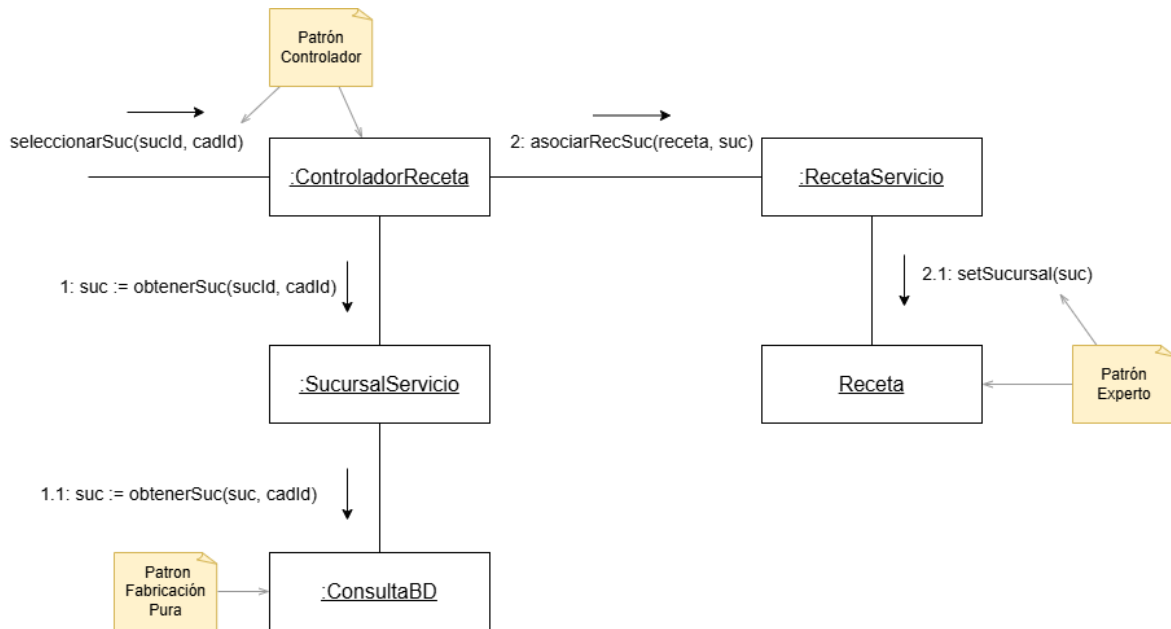 Patrón
Controlador
seleccionarSuc(sucId, cadId)
2: asociarRecSuc(receta, suc)
:ControladorReceta
:RecetaServicio
1: suc := obtenerSuc(sucId, cadId)
2.1: setSucursal(suc)
:SucursalServicio
Receta
Patrón
Experto
1.1: suc := obtenerSuc(suc, cadId)
Patron
Fabricación
Pura
:ConsultaBD